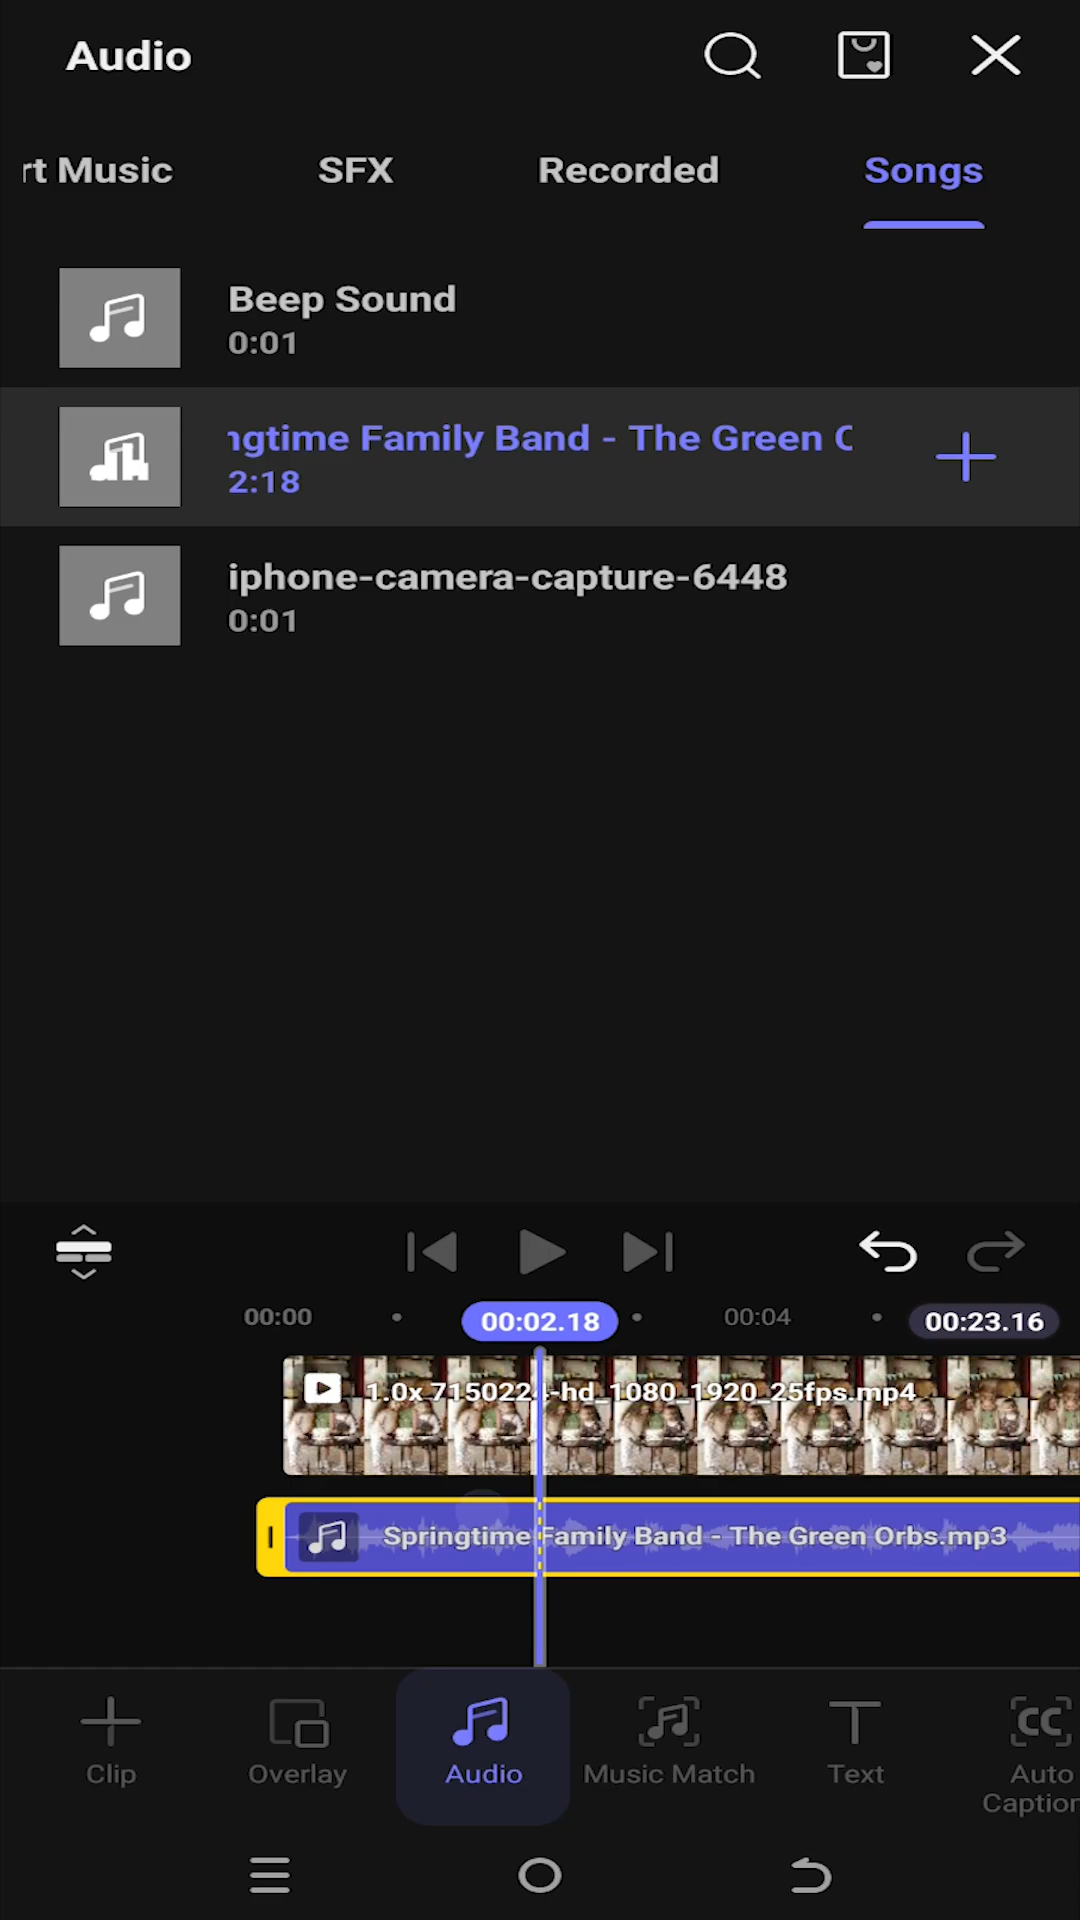 Audio
rt Music SFX Recorded Songs
Beep Sound
0:01
ngtime Family Band - The Green O
2:18
iphone-camera-capture-6448
0:01
00:00 00:02.18 00:04 00:23.16
1.0x 7150224-hd_1080_1920_25fps.mp4
Springtime Family Band - The Green Orbs.mp3
Clip Overlay Audio Music Match Text Auto
Caption